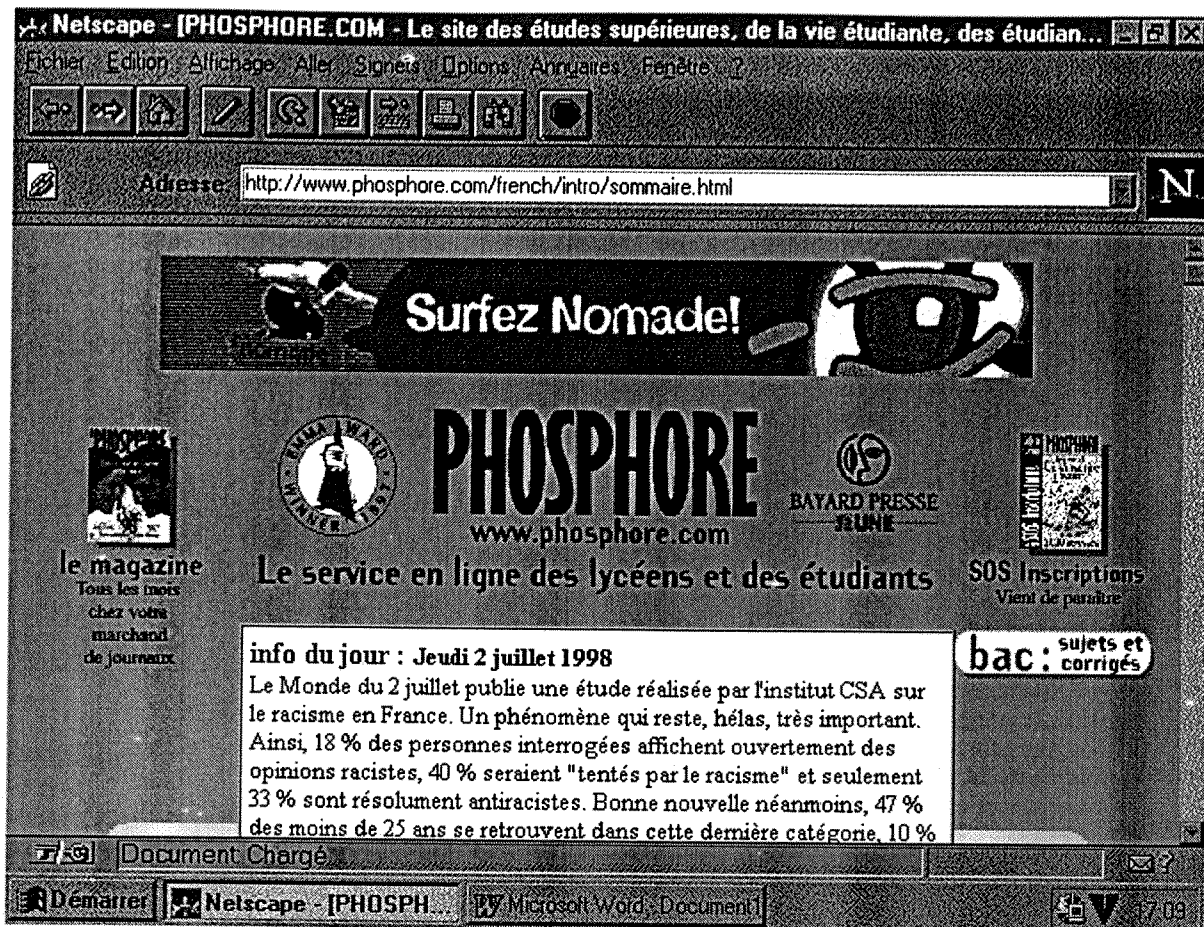 Netscape - [PHOSPHORE.COM - Le site des études supérieures, de la vie étudiante, des étudian...
Fichier Edition Affichage Aller Signets Options Annuaires Fenêtre ?
Adresse: http://www.phosphore.com/french/intro/sommaire.html
N
Surfez Nomade!
PHOSPHORE
EMMA AWARD WINNER 1997
PHOSPHORE
www.phosphore.com
BAYARD PRESSE
JEUNE
PHOSPHORE
le magazine
Tous les mois
chez votre
marchand
de journaux
Le service en ligne des lycéens et des étudiants
SOS Inscriptions
Vient de paraître
bac : sujets et
corrigés
info du jour : Jeudi 2 juillet 1998
Le Monde du 2 juillet publie une étude réalisée par l'institut CSA sur
le racisme en France. Un phénomène qui reste, hélas, très important.
Ainsi, 18 % des personnes interrogées affichent ouvertement des
opinions racistes, 40 % seraient "tentés par le racisme" et seulement
33 % sont résolument antiracistes. Bonne nouvelle néanmoins, 47 %
des moins de 25 ans se retrouvent dans cette dernière catégorie, 10 %
Document Chargé
?
Démarrer
Netscape - [PHOSPH...
Microsoft Word - Document1
17:09